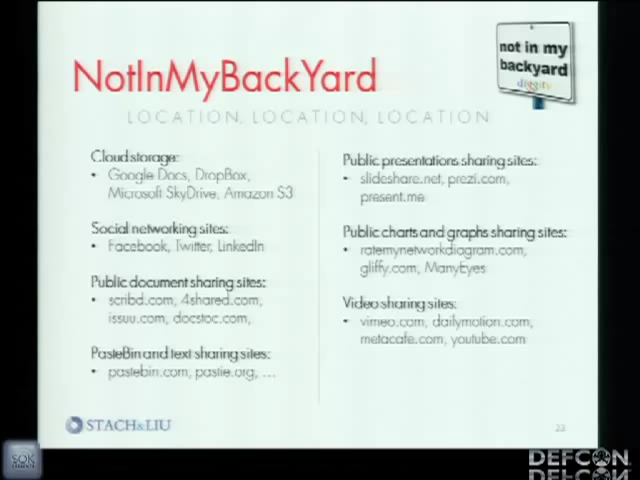 NotInMyBackYard
not in my
backyard
diggity
LOCATION, LOCATION, LOCATION
Cloud storage:
• Google Docs, DropBox,
Microsoft SkyDrive, Amazon S3
Social networking sites:
• Facebook, Twitter, LinkedIn
Public document sharing sites:
• scribd.com, 4shared.com,
issuu.com, docstoc.com,
PasteBin and text sharing sites:
• pastebin.com, pastie.org, ...
Public presentations sharing sites:
• slideshare.net, prezi.com,
present.me
Public charts and graphs sharing sites:
• ratemynetworkdiagram.com,
gliffy.com, ManyEyes
Video sharing sites:
• vimeo.com, dailymotion.com,
metacafe.com, youtube.com
STACH&LIU
23
SOK
DEFCON